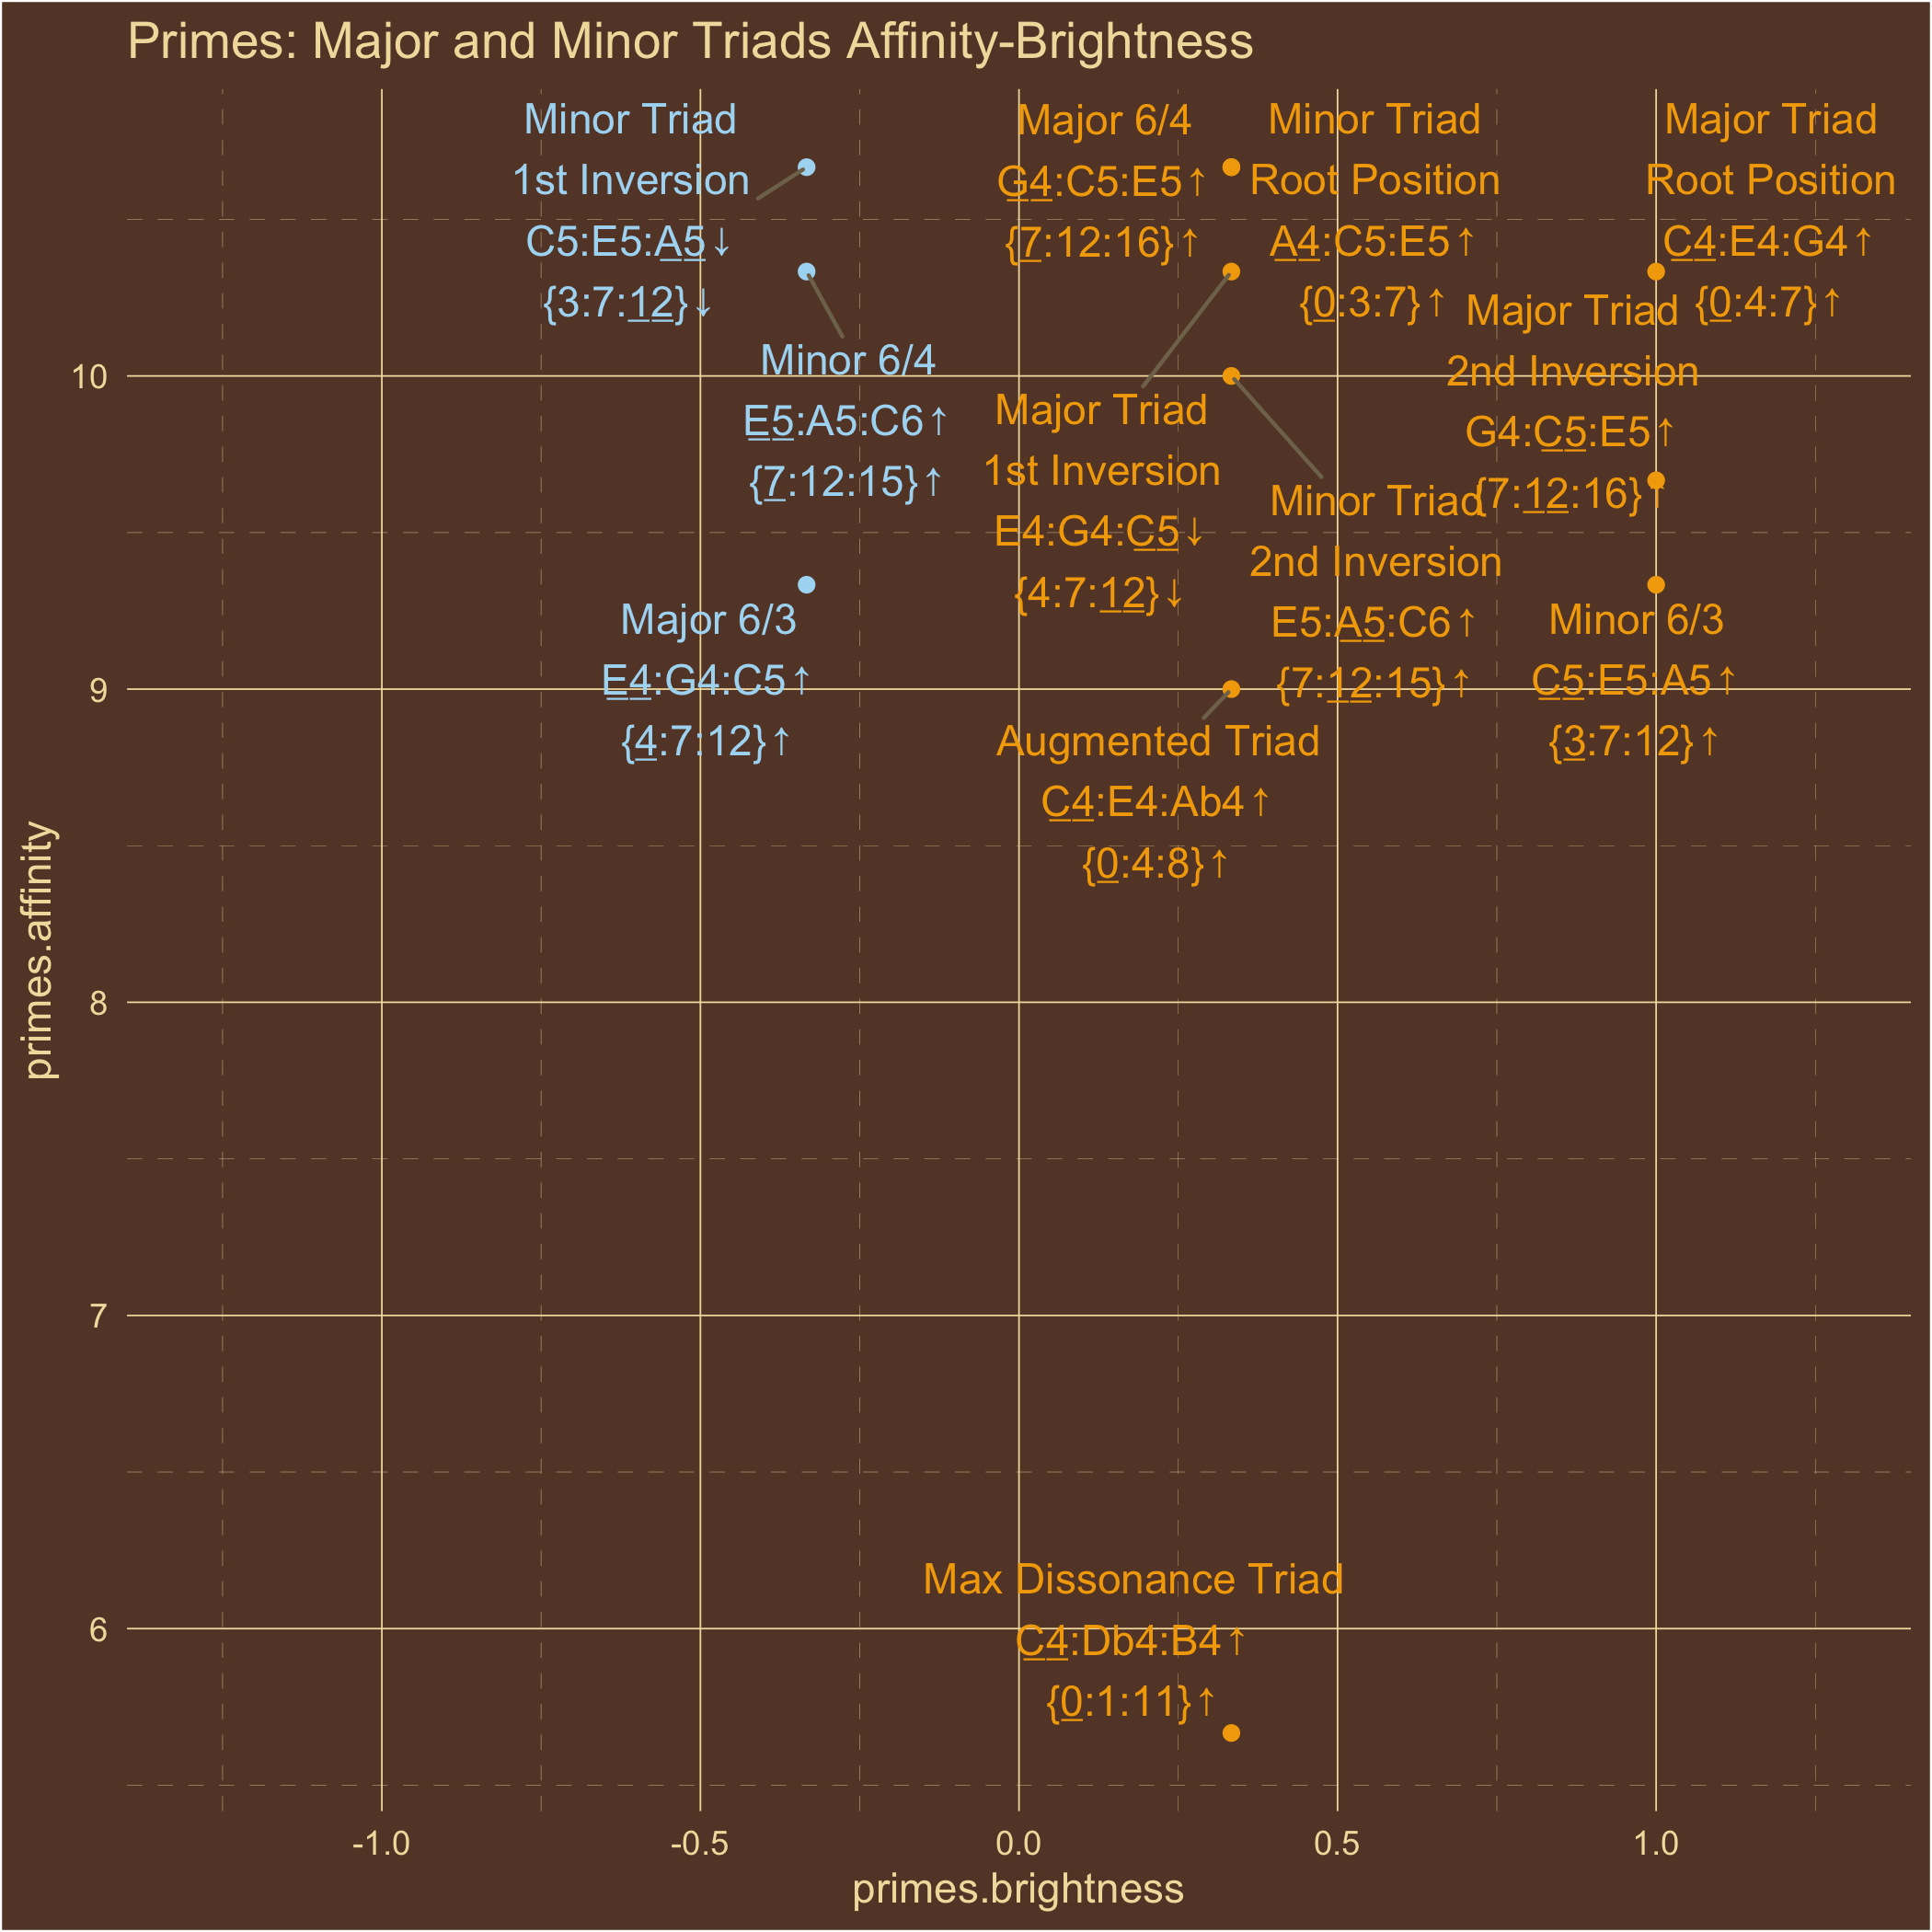 Primes: Major and Minor Triads Affinity-Brightness
Minor Triad
1st Inversion
C5:E5:A5↓
{3:7:12}↓
Major 6/4
G4:C5:E5↑
{7:12:16}↑
Minor Triad
Root Position
A4:C5:E5↑
{0:3:7}↑
Major Triad
Root Position
C4:E4:G4↑
{0:4:7}↑
Minor 6/4
E5:A5:C6↑
{7:12:15}↑
Major Triad
1st Inversion
E4:G4:C5↓
{4:7:12}↓
Major Triad
2nd Inversion
G4:C5:E5↑
{7:12:16}↑
Minor Triad
2nd Inversion
E5:A5:C6↑
{7:12:15}↑
Major 6/3
E4:G4:C5↑
{4:7:12}↑
Minor 6/3
C5:E5:A5↑
{3:7:12}↑
Augmented Triad
C4:E4:Ab4↑
{0:4:8}↑
Max Dissonance Triad
C4:Db4:B4↑
{0:1:11}↑
10
9
8
7
6
primes.affinity
-1.0
-0.5
0.0
0.5
1.0
primes.brightness